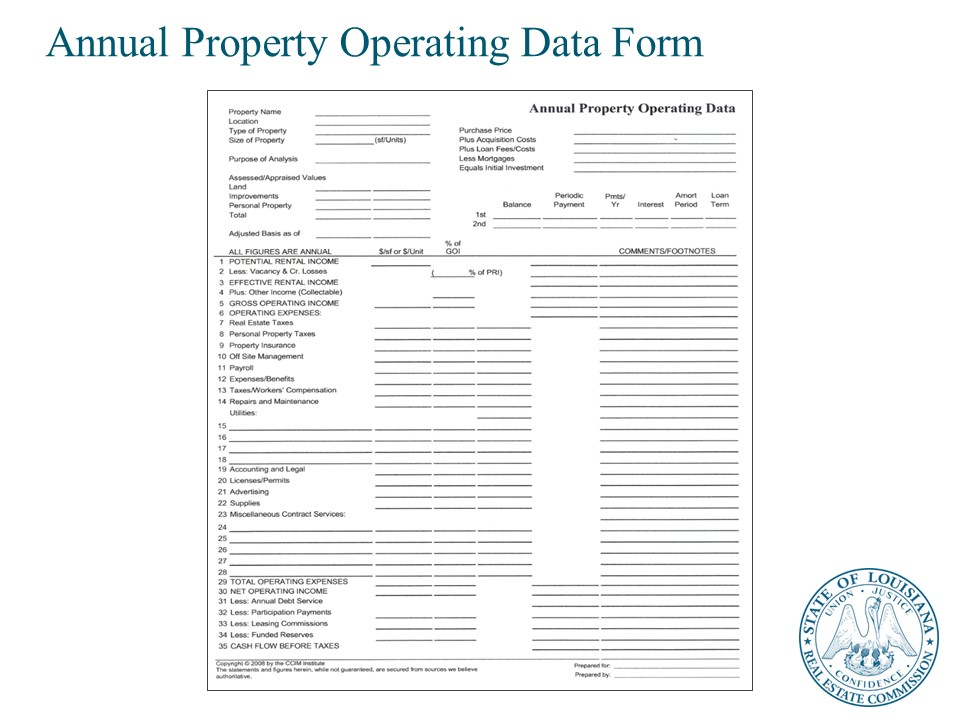 Annual Property Operating Data Form
Annual Property Operating Data
Property Name
Location
Type of Property
Size of Property (sf/Units)
Purpose of Analysis
Assessed/Appraised Values
Land
Improvements
Personal Property
Total
Adjusted Basis as of
Purchase Price
Plus Acquisition Costs
Plus Loan Fees/Costs
Less Mortgages
Equals Initial Investment
Balance Periodic Payment Pmts/Yr Interest Amort Period Loan Term
1st
2nd
ALL FIGURES ARE ANNUAL $/sf or $/Unit % of GOI COMMENTS/FOOTNOTES
1 POTENTIAL RENTAL INCOME
2 Less: Vacancy & Cr. Losses ( % of PRI)
3 EFFECTIVE RENTAL INCOME
4 Plus: Other Income (Collectable)
5 GROSS OPERATING INCOME
6 OPERATING EXPENSES:
7 Real Estate Taxes
8 Personal Property Taxes
9 Property Insurance
10 Off Site Management
11 Payroll
12 Expenses/Benefits
13 Taxes/Workers' Compensation
14 Repairs and Maintenance
Utilities:
15
16
17
18
19 Accounting and Legal
20 Licenses/Permits
21 Advertising
22 Supplies
23 Miscellaneous Contract Services:
24
25
26
27
28
29 TOTAL OPERATING EXPENSES
30 NET OPERATING INCOME
31 Less: Annual Debt Service
32 Less: Participation Payments
33 Less: Leasing Commissions
34 Less: Funded Reserves
35 CASH FLOW BEFORE TAXES
Copyright © 2008 by the CCIM Institute
The statements and figures herein, while not guaranteed, are secured from sources we believe
authoritative.
Prepared for:
Prepared by:
STATE OF LOUISIANA
UNION · JUSTICE
CONFIDENCE
REAL ESTATE COMMISSION